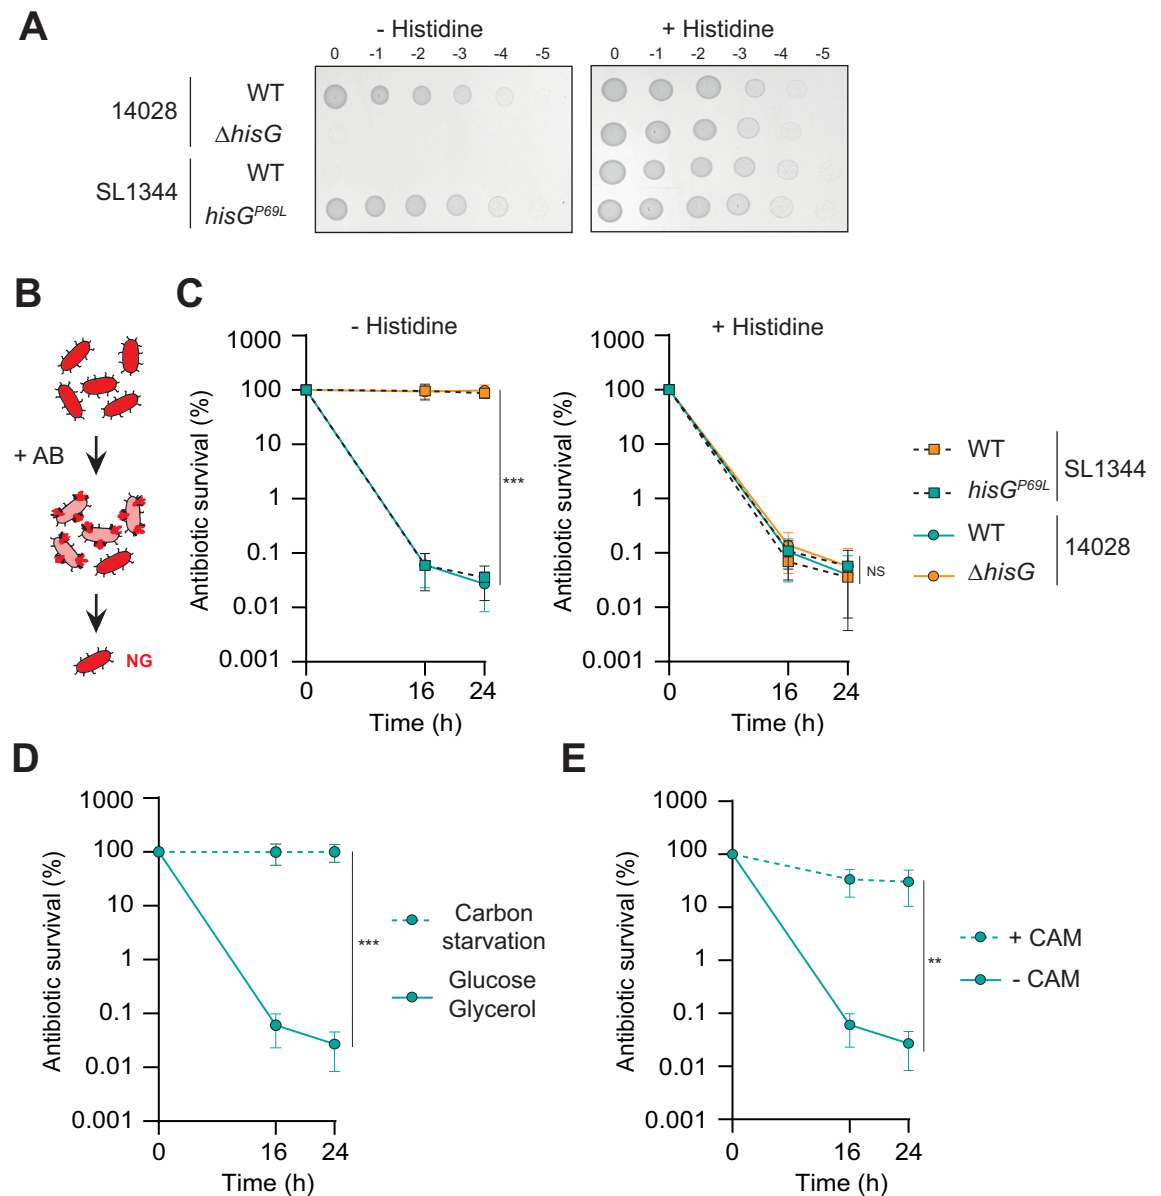 A
- Histidine
+ Histidine
0 -1 -2 -3 -4 -5
0 -1 -2 -3 -4 -5
14028
WT
ΔhisG
SL1344
WT
hisG^P69L
B
+ AB
NG
C
- Histidine
Antibiotic survival (%)
1000
100
10
1
0.1
0.01
0.001
***
0 16 24
Time (h)
+ Histidine
Antibiotic survival (%)
1000
100
10
1
0.1
0.01
0.001
NS
0 16 24
Time (h)
WT
hisG^P69L
SL1344
WT
ΔhisG
14028
D
Antibiotic survival (%)
1000
100
10
1
0.1
0.01
0.001
***
0 16 24
Time (h)
Carbon
starvation
Glucose
Glycerol
E
Antibiotic survival (%)
1000
100
10
1
0.1
0.01
0.001
**
0 16 24
Time (h)
+ CAM
- CAM